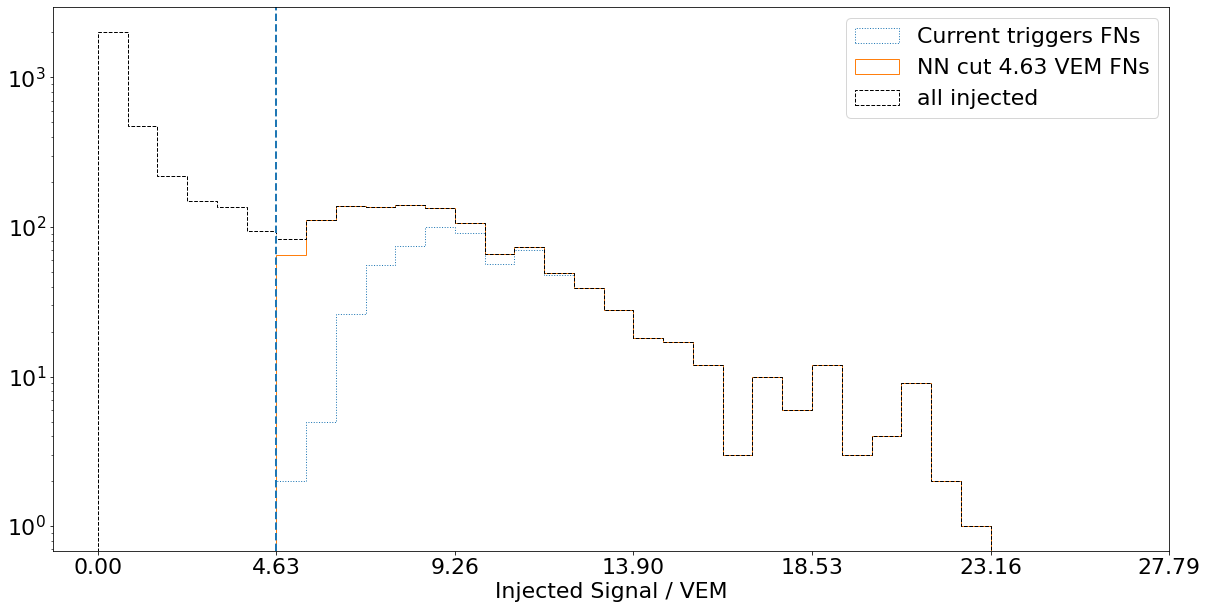 Current triggers FNs
NN cut 4.63 VEM FNs
all injected
10³
10²
10¹
10⁰
0.00 4.63 9.26 13.90 18.53 23.16 27.79
Injected Signal / VEM